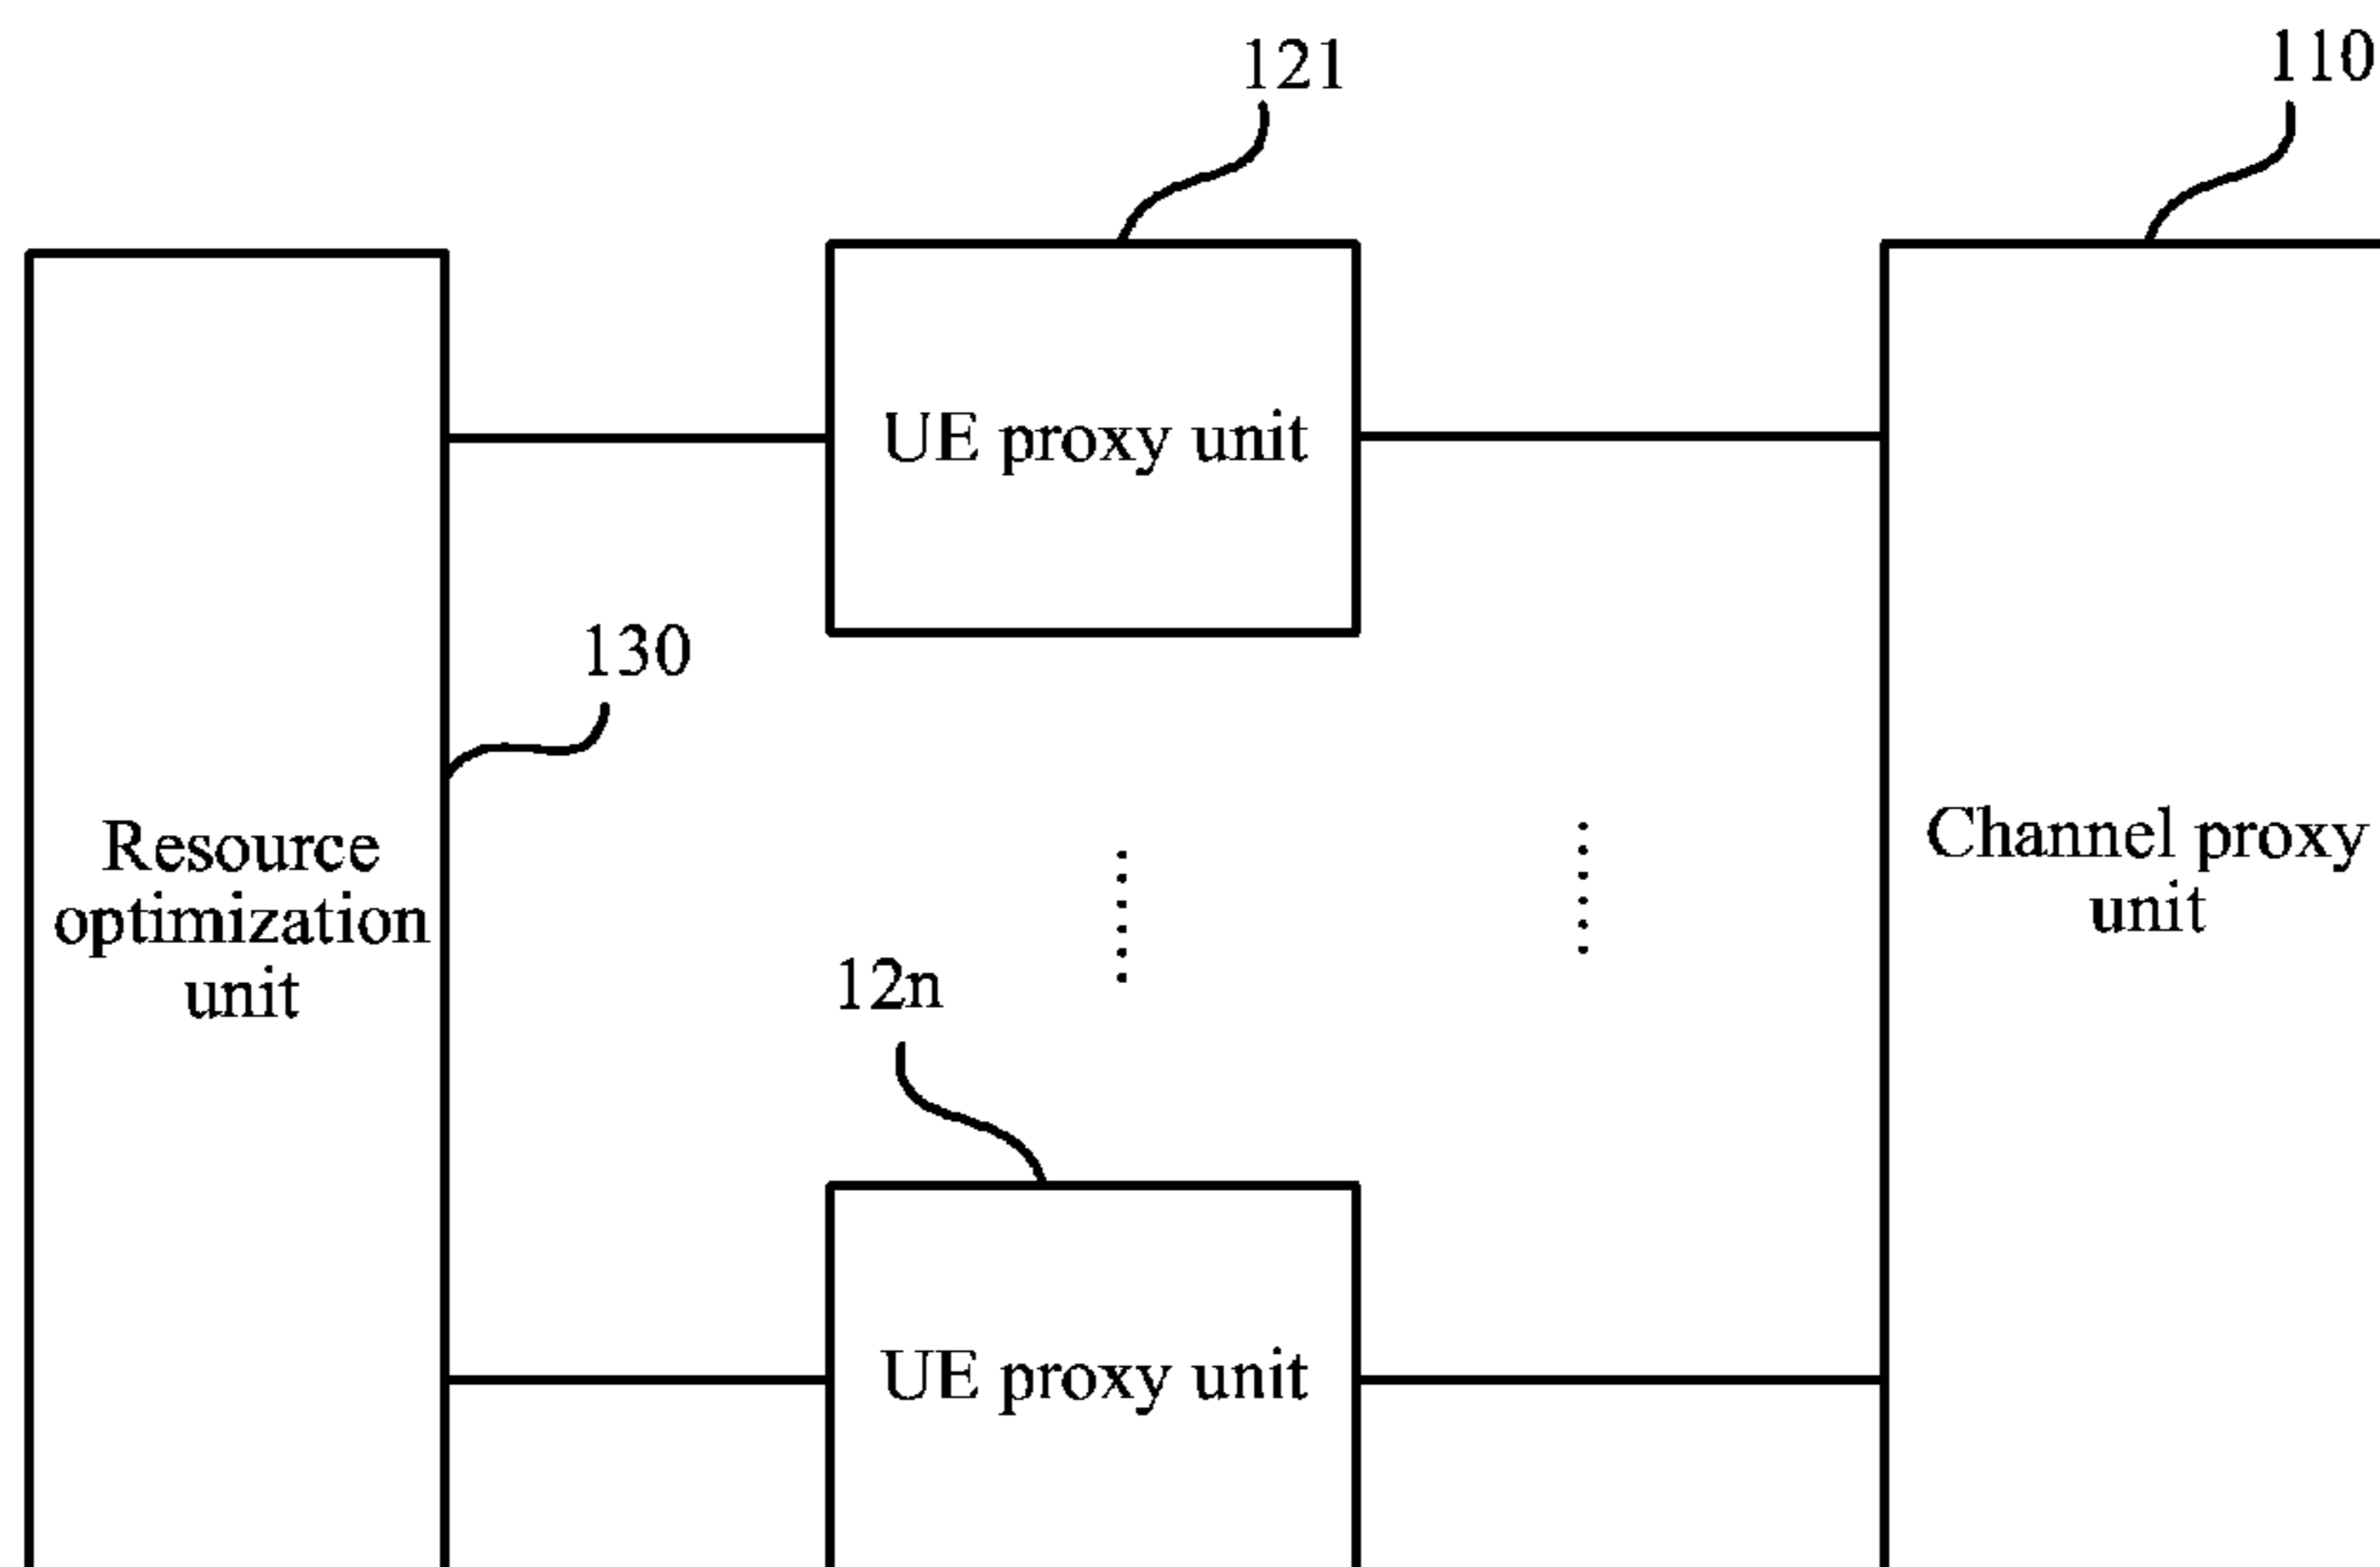 121
110
UE proxy unit
130
Resource
optimization
unit
Channel proxy
unit
12n
UE proxy unit